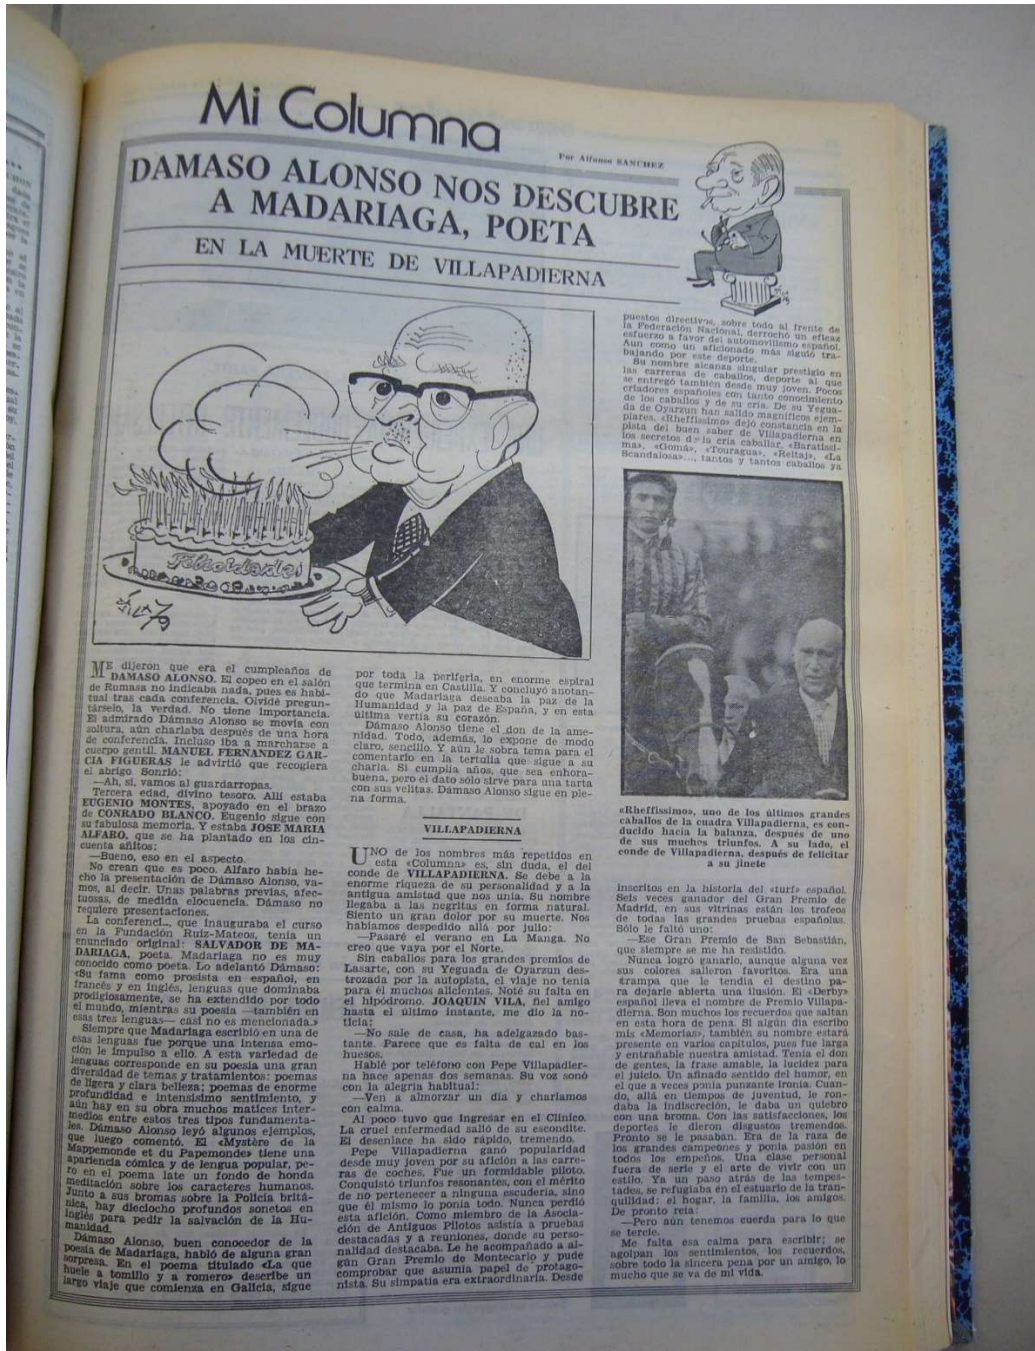 Mi Columna
Por Alfonso SANCHEZ
DAMASO ALONSO NOS DESCUBRE
A MADARIAGA, POETA
EN LA MUERTE DE VILLAPADIERNA
Felicidades
ME dijeron que era el cumpleaños de
DAMASO ALONSO. El copeo en el salón
de Rumasa no indicaba nada, pues es habi-
tual tras cada conferencia. Olvidé pregun-
társelo, la verdad. No tiene importancia.
El admirado Dámaso Alonso se movía con
soltura, aún charlaba después de una hora
de conferencia. Incluso iba a marcharse a
cuerpo gentil. MANUEL FERNANDEZ GAR-
CIA FIGUERAS le advirtió que recogiera
el abrigo Sonrió:
—Ah, sí, vamos al guardarropas.
Tercera edad, divino tesoro. Allí estaba
EUGENIO MONTES, apoyado en el brazo
de CONRADO BLANCO. Eugenio sigue con
su fabulosa memoria. Y estaba JOSE MARIA
ALFARO, que se ha plantado en los cin-
cuenta añitos:
—Bueno, eso en el aspecto.
No crean que es poco. Alfaro había he-
cho la presentación de Dámaso Alonso, va-
mos, al decir. Unas palabras previas, afec-
tuosas, de medida elocuencia. Dámaso no
requiere presentaciones.
La conferenci.., que inauguraba el curso
en la Fundación Ruíz-Mateos, tenía un
enunciado original: SALVADOR DE MA-
DARIAGA, poeta. Madariaga no es muy
conocido como poeta. Lo adelantó Dámaso:
«Su fama como prosista en español, en
francés y en inglés, lenguas que dominaba
prodigiosamente, se ha extendido por todo
el mundo, mientras su poesía —también en
esas tres lenguas— casi no es mencionada.»
Siempre que Madariaga escribió en una de
esas lenguas fue porque una intensa emo-
ción le impulso a ello. A esta variedad de
lenguas corresponde en su poesía una gran
diversidad de temas y tratamientos: poemas
de ligera y clara belleza; poemas de enorme
profundidad e intensísimo sentimiento, y
aún hay en su obra muchos matices inter-
medios entre estos tres tipos fundamenta-
les. Dámaso Alonso leyó algunos ejemplos,
que luego comentó. El «Mystère de la
Mappemonde et du Papemonde» tiene una
apariencia cómica y de lengua popular, pe-
ro en el poema late un fondo de honda
meditación sobre los caracteres humanos.
Junto a sus bromas sobre la Policía britá-
nica, hay dieciocho profundos sonetos en
inglés para pedir la salvación de la Hu-
manidad.
Dámaso Alonso, buen conocedor de la
poesía de Madariaga, habló de alguna gran
sorpresa. En el poema titulado «La que
huele a tomillo y a romero» describe un
largo viaje que comienza en Galicia, sigue
por toda la periferia, en enorme espiral
que termina en Castilla. Y concluyó anotan-
do que Madariaga deseaba la paz de la
Humanidad y la paz de España, y en esta
última vertía su corazón.
Dámaso Alonso tiene el don de la ame-
nidad. Todo, además, lo expone de modo
claro, sencillo. Y aún le sobra tema para el
comentario en la tertulia que sigue a su
charla. Si cumplía años, que sea enhora-
buena, pero el dato sólo sirve para una tarta
con sus velitas. Dámaso Alonso sigue en ple-
na forma.
VILLAPADIERNA
UNO de los nombres más repetidos en
esta «Columna» es, sin duda, el del
conde de VILLAPADIERNA. Se debe a la
enorme riqueza de su personalidad y a la
antigua amistad que nos unía. Su nombre
llegaba a las negritas en forma natural.
Siento un gran dolor por su muerte. Nos
habíamos despedido allá por julio:
—Pasaré el verano en La Manga. No
creo que vaya por el Norte.
Sin caballos para los grandes premios de
Lasarte, con su Yeguada de Oyarzun des-
trozada por la autopista, el viaje no tenía
para él muchos alicientes. Noté su falta en
el hipódromo. JOAQUIN VILA, fiel amigo
hasta el último instante, me dio la no-
ticia:
—No sale de casa, ha adelgazado bas-
tante. Parece que es falta de cal en los
huesos.
Hablé por teléfono con Pepe Villapadier-
na hace apenas dos semanas. Su voz sonó
con la alegría habitual:
—Ven a almorzar un día y charlamos
con calma.
Al poco tuvo que ingresar en el Clínico.
La cruel enfermedad salió de su escondite.
El desenlace ha sido rápido, tremendo.
Pepe Villapadierna ganó popularidad
desde muy joven por su afición a las carre-
ras de coches. Fue un formidable piloto.
Conquistó triunfos resonantes, con el mérito
de no pertenecer a ninguna escudería, sino
que él mismo lo ponía todo. Nunca perdió
esta afición. Como miembro de la Asocia-
ción de Antiguos Pilotos asistía a pruebas
destacadas y a reuniones, donde su perso-
nalidad destacaba. Le he acompañado a al-
gún Gran Premio de Montecarlo y pude
comprobar que asumía papel de protago-
nista. Su simpatía era extraordinaria. Desde
puestos directivos, sobre todo al frente de
la Federación Nacional, derrochó un eficaz
esfuerzo a favor del automovilismo español.
Aun como un aficionado más siguió tra-
bajando por este deporte.
Su nombre alcanza singular prestigio en
las carreras de caballos, deporte al que
se entregó también desde muy joven. Pocos
criadores españoles con tanto conocimiento
de los caballos y de su cría. De su Yegua-
da de Oyarzun han salido magníficos ejem-
plares. «Rheffissimo» dejó constancia en la
pista del buen saber de Villapadierna en
los secretos de la cría caballar. «Baratísi-
ma», «Gomá», «Touragua», «Reltaj», «La
Scandalosa»..., tantos y tantos caballos ya
«Rheffissimo», uno de los últimos grandes
caballos de la cuadra Villapadierna, es con-
ducido hacia la balanza, después de uno
de sus muchos triunfos. A su lado, el
conde de Villapadierna, después de felicitar
a su jinete
inscritos en la historia del «turf» español.
Seis veces ganador del Gran Premio de
Madrid, en sus vitrinas están los trofeos
de todas las grandes pruebas españolas.
Sólo le faltó uno:
—Ese Gran Premio de San Sebastián,
que siempre se me ha resistido.
Nunca logró ganarlo, aunque alguna vez
sus colores salieron favoritos. Era una
trampa que le tendía el destino pa-
ra dejarle abierta una ilusión. El «Derby»
español lleva el nombre de Premio Villapa-
dierna. Son muchos los recuerdos que saltan
en esta hora de pena. Si algún día escribo
mis «Memorias», también su nombre estará
presente en varios capítulos, pues fue larga
y entrañable nuestra amistad. Tenía el don
de gentes, la frase amable, la lucidez para
el juicio. Un afinado sentido del humor, en
el que a veces ponía punzante ironía. Cuan-
do, allá en tiempos de juventud, le ron-
daba la indiscreción, le daba un quiebro
con una broma. Con las satisfacciones, los
deportes le dieron disgustos tremendos.
Pronto se le pasaban. Era de la raza de
los grandes campeones y ponía pasión en
todos los empeños. Una clase personal
fuera de serie y el arte de vivir con un
estilo. Ya un paso atrás de las tempes-
tades, se refugiaba en el estuario de la tran-
quilidad: el hogar, la familia, los amigos.
De pronto reía:
—Pero aún tenemos cuerda para lo que
se tercie.
Me falta esa calma para escribir; se
agolpan los sentimientos, los recuerdos,
sobre todo la sincera pena por un amigo, lo
mucho que se va de mi vida.